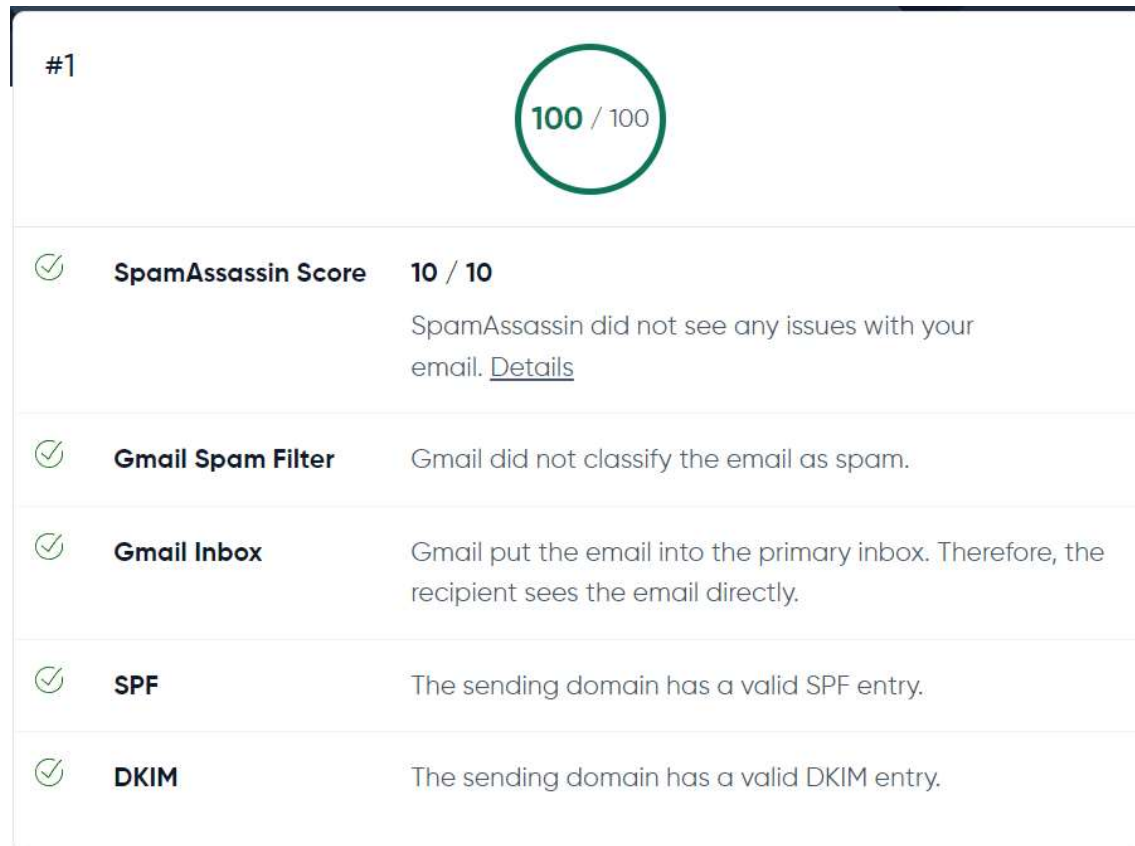 #1
100 / 100
SpamAssassin Score
10 / 10
SpamAssassin did not see any issues with your
email. Details
Gmail Spam Filter
Gmail did not classify the email as spam.
Gmail Inbox
Gmail put the email into the primary inbox. Therefore, the
recipient sees the email directly.
SPF
The sending domain has a valid SPF entry.
DKIM
The sending domain has a valid DKIM entry.